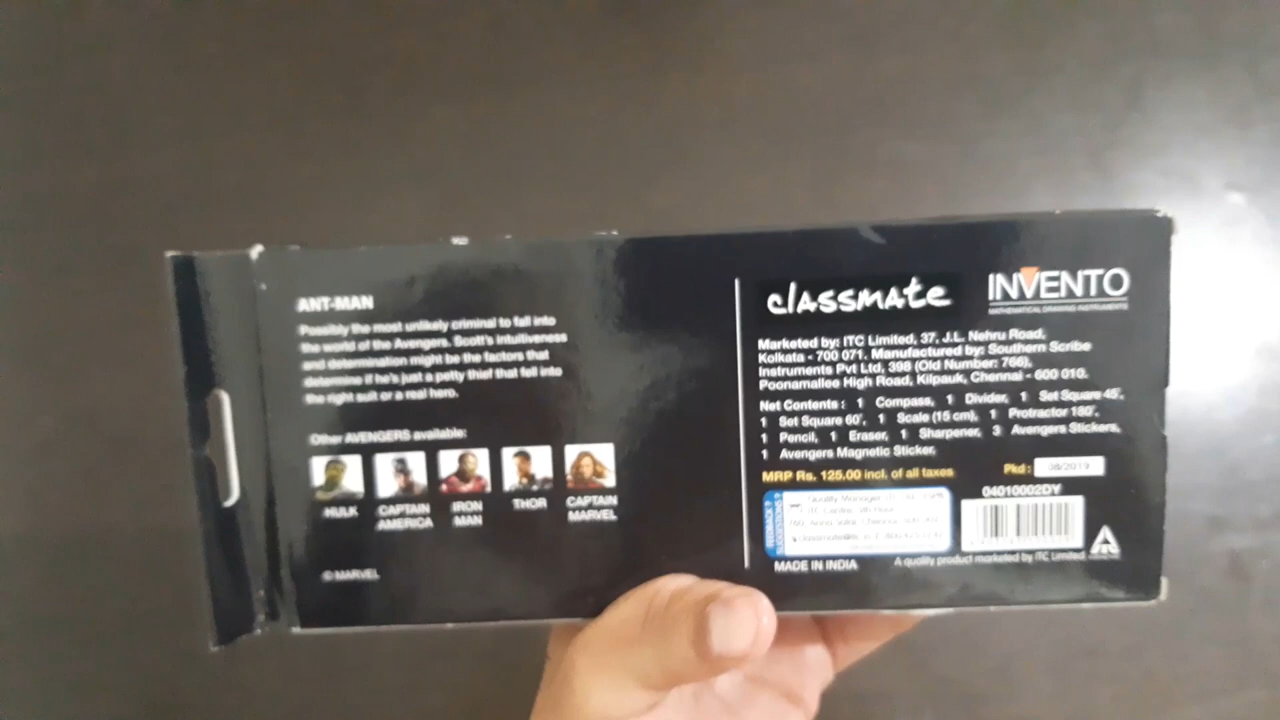 ANT-MAN
Possibly the most unlikely criminal to fall into
the world of the Avengers. Scott's intuitiveness
and determination might be the factors that
determine if he's just a petty thief that fell into
the right suit or a real hero.
Other AVENGERS available:
HULK
CAPTAIN
AMERICA
IRON
MAN
THOR
CAPTAIN
MARVEL
© MARVEL
classmate
INVENTO
MATHEMATICAL DRAWING INSTRUMENTS
Marketed by: ITC Limited, 37, J.L. Nehru Road,
Kolkata - 700 071. Manufactured by: Southern Scribe
Instruments Pvt Ltd, 398 (Old Number: 766),
Poonamallee High Road, Kilpauk, Chennai - 600 010.
Net Contents : 1 Compass, 1 Divider, 1 Set Square 45°,
1 Set Square 60°, 1 Scale (15 cm), 1 Protractor 180°,
1 Pencil, 1 Eraser, 1 Sharpener, 3 Avengers Stickers,
1 Avengers Magnetic Sticker.
MRP Rs. 125.00 incl. of all taxes
Pkd : 08/2019
04010002DY
FEEDBACK ?
SUGGESTIONS ?
Quality Manager
MADE IN INDIA
A quality product marketed by ITC Limited